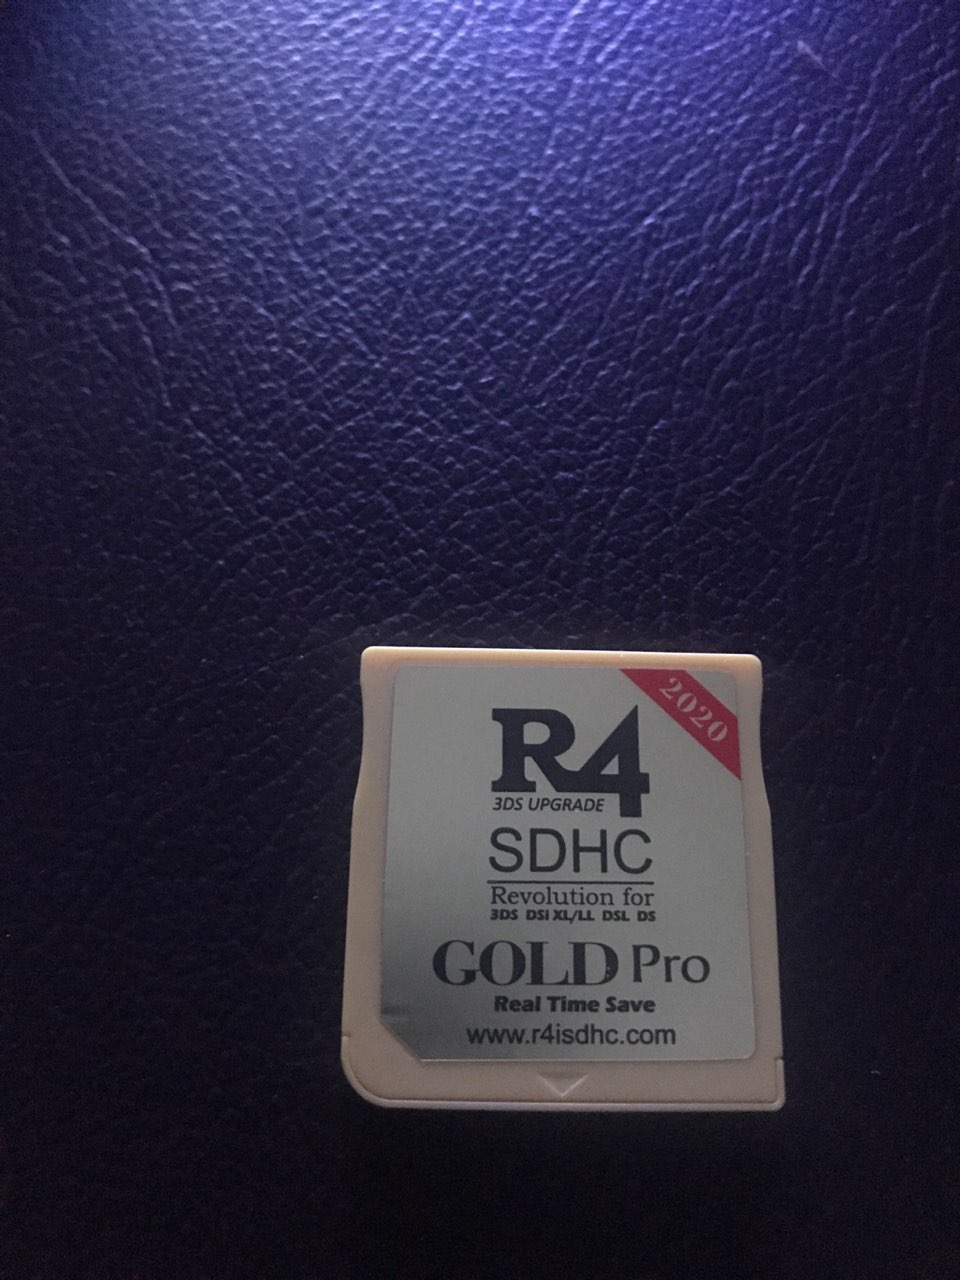 2020
R4
3DS UPGRADE
SDHC
Revolution for
3DS DSi XL/LL DSL DS
GOLD Pro
Real Time Save
www.r4isdhc.com